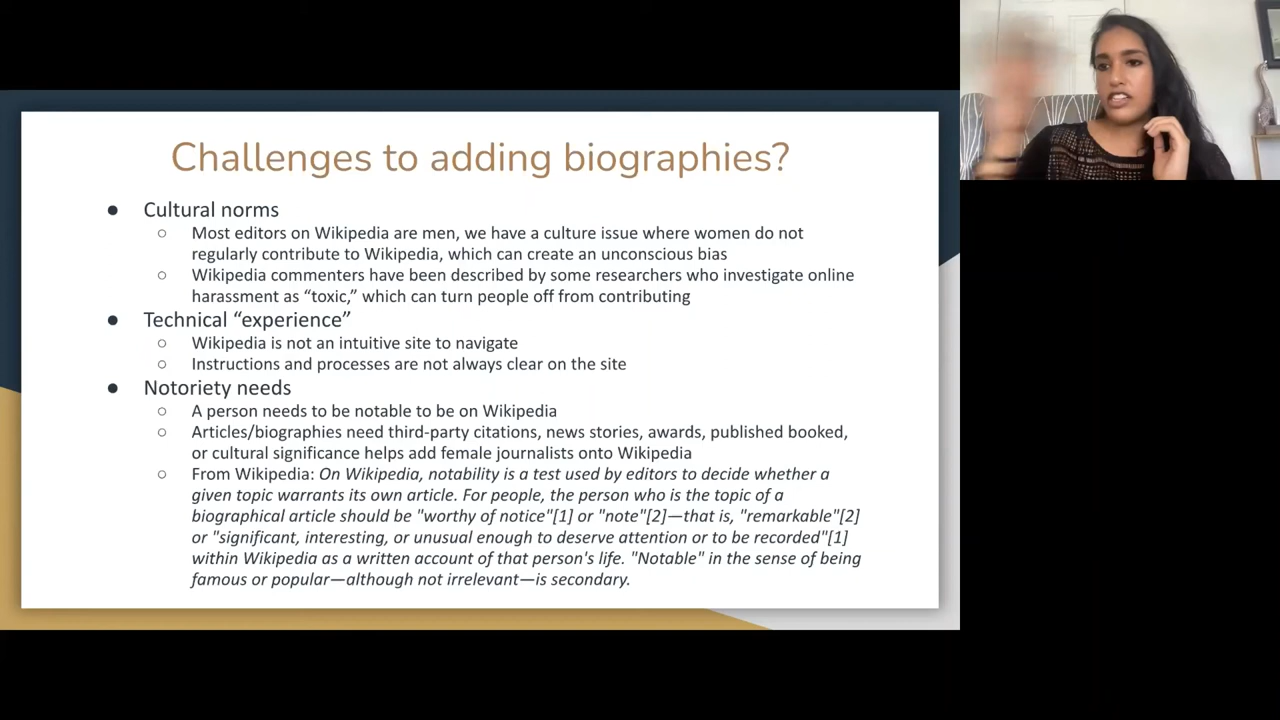 Challenges to adding biographies?
● Cultural norms
○ Most editors on Wikipedia are men, we have a culture issue where women do not
regularly contribute to Wikipedia, which can create an unconscious bias
○ Wikipedia commenters have been described by some researchers who investigate online
harassment as “toxic,” which can turn people off from contributing
● Technical “experience”
○ Wikipedia is not an intuitive site to navigate
○ Instructions and processes are not always clear on the site
● Notoriety needs
○ A person needs to be notable to be on Wikipedia
○ Articles/biographies need third-party citations, news stories, awards, published booked,
or cultural significance helps add female journalists onto Wikipedia
○ From Wikipedia: On Wikipedia, notability is a test used by editors to decide whether a
given topic warrants its own article. For people, the person who is the topic of a
biographical article should be "worthy of notice"[1] or "note"[2]—that is, "remarkable"[2]
or "significant, interesting, or unusual enough to deserve attention or to be recorded"[1]
within Wikipedia as a written account of that person's life. "Notable" in the sense of being
famous or popular—although not irrelevant—is secondary.